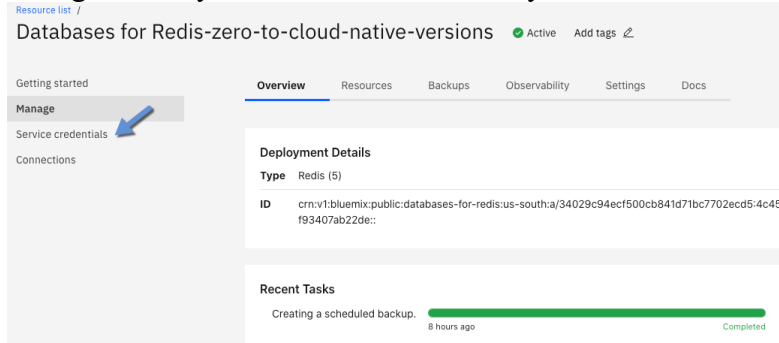 Resource list /
Databases for Redis-zero-to-cloud-native-versions Active Add tags
Getting started
Manage
Service credentials
Connections
Overview Resources Backups Observability Settings Docs
Deployment Details
Type Redis (5)
ID crn:v1:bluemix:public:databases-for-redis:us-south:a/34029c94ecf500cb841d71bc7702ecd5:4c45
f93407ab22de::
Recent Tasks
Creating a scheduled backup.
8 hours ago Completed